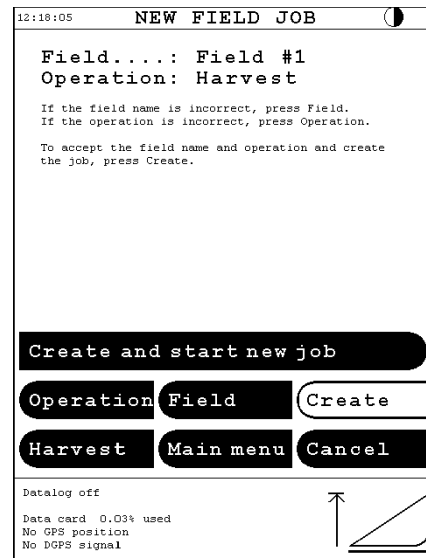 12:18:05 NEW FIELD JOB
Field....: Field #1
Operation: Harvest
If the field name is incorrect, press Field.
If the operation is incorrect, press Operation.
To accept the field name and operation and create
the job, press Create.
Create and start new job
Operation Field Create
Harvest Main menu Cancel
Datalog off
Data card 0.03% used
No GPS position
No DGPS signal